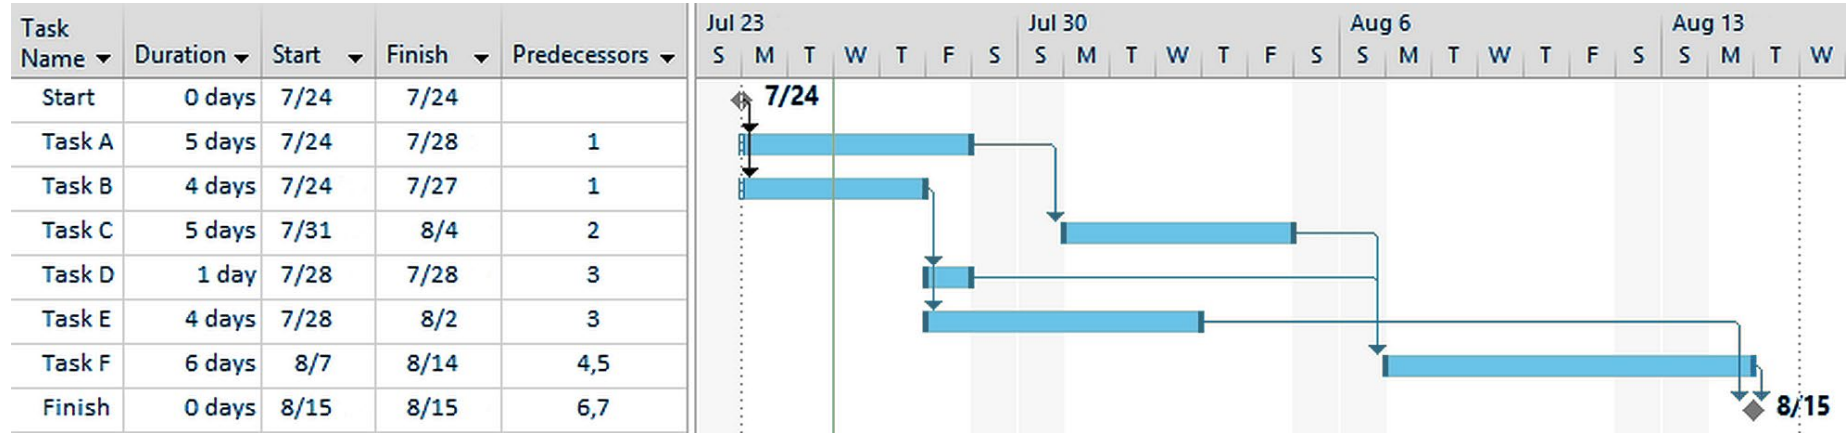 Task Name Duration Start Finish Predecessors
Jul 23 Jul 30 Aug 6 Aug 13
S M T W T F S S M T W T F S S M T W T F S S M T W
Start 0 days 7/24 7/24
7/24
Task A 5 days 7/24 7/28 1
Task B 4 days 7/24 7/27 1
Task C 5 days 7/31 8/4 2
Task D 1 day 7/28 7/28 3
Task E 4 days 7/28 8/2 3
Task F 6 days 8/7 8/14 4,5
Finish 0 days 8/15 8/15 6,7
8/15